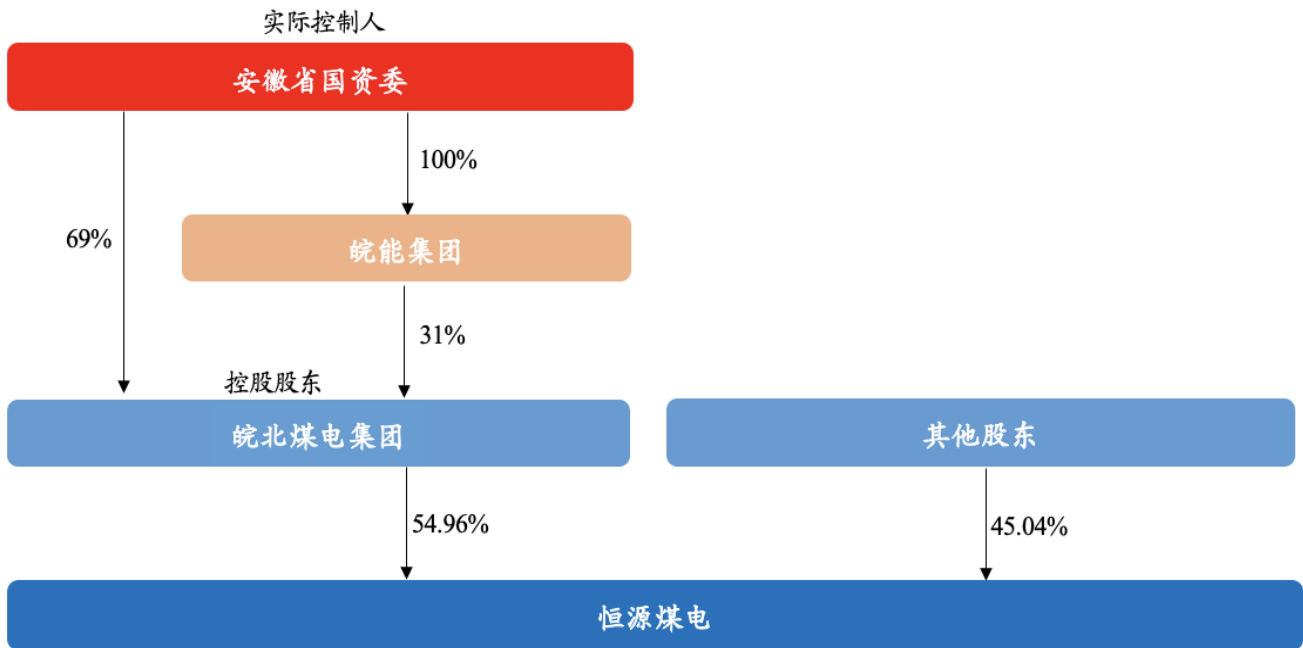 实际控制人
安徽省国资委
100%
69%
皖能集团
31%
控股股东
皖北煤电集团
其他股东
54.96%
45.04%
恒源煤电